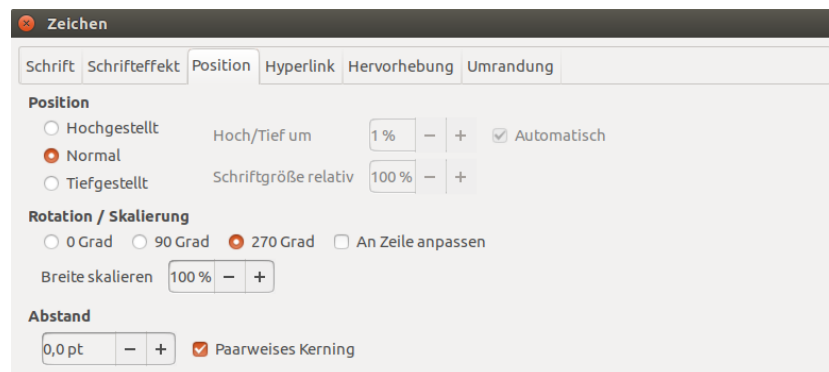 Zeichen
Schrift Schrifteffekt Position Hyperlink Hervorhebung Umrandung
Position
Hochgestellt
Hoch/Tief um 1 % − + Automatisch
Normal
Schriftgröße relativ 100 % − +
Tiefgestellt
Rotation / Skalierung
0 Grad 90 Grad 270 Grad An Zeile anpassen
Breite skalieren 100 % − +
Abstand
0,0 pt − + Paarweises Kerning